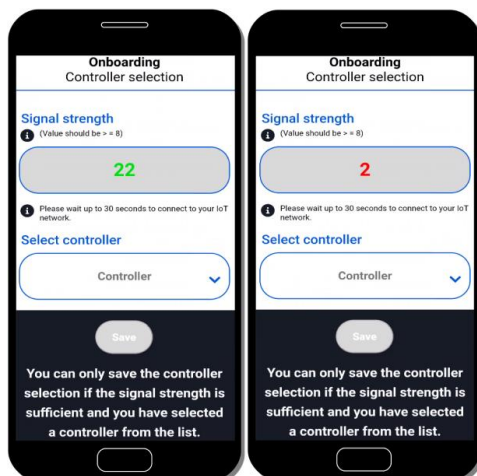 Onboarding
Controller selection
Signal strength
(Value should be > = 8)
22
Please wait up to 30 seconds to connect to your IoT
network.
Select controller
Controller
Save
You can only save the controller
selection if the signal strength is
sufficient and you have selected
a controller from the list.
Onboarding
Controller selection
Signal strength
(Value should be > = 8)
2
Please wait up to 30 seconds to connect to your IoT
network.
Select controller
Controller
Save
You can only save the controller
selection if the signal strength is
sufficient and you have selected
a controller from the list.